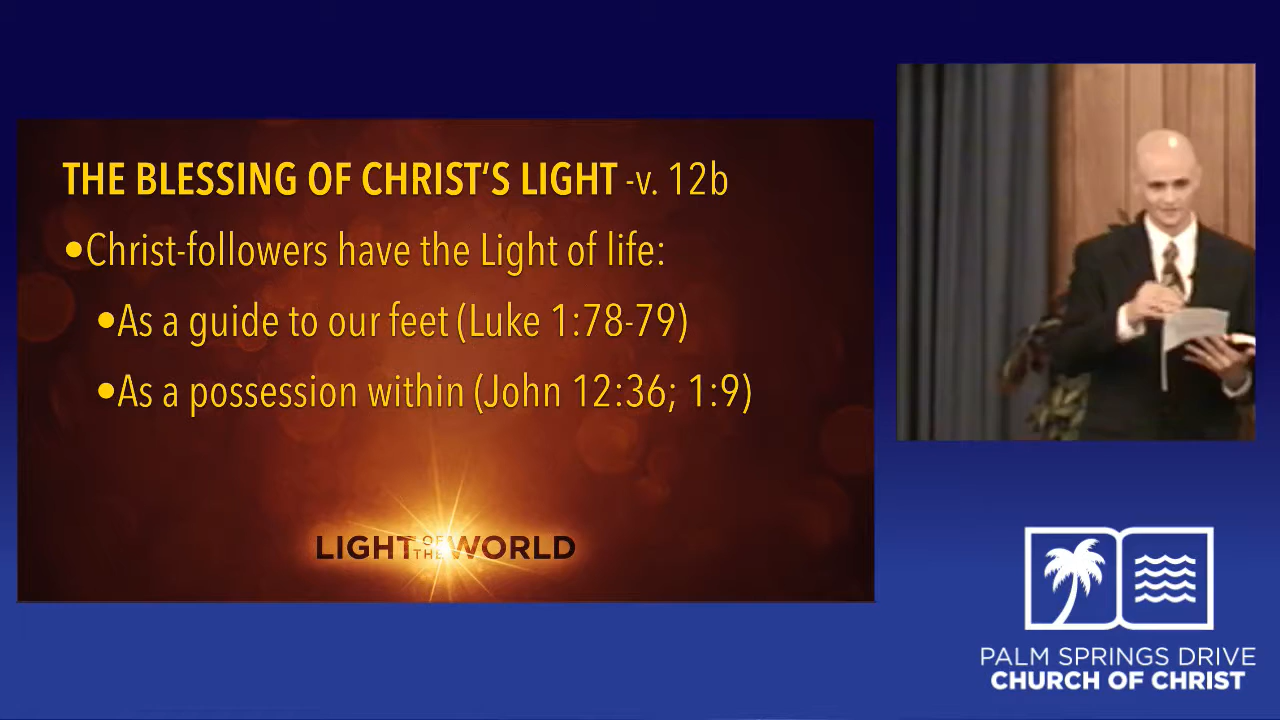 THE BLESSING OF CHRIST'S LIGHT -v. 12b
•Christ-followers have the Light of life:
•As a guide to our feet (Luke 1:78-79)
•As a possession within (John 12:36; 1:9)
LIGHT OF THE WORLD
PALM SPRINGS DRIVE
CHURCH OF CHRIST